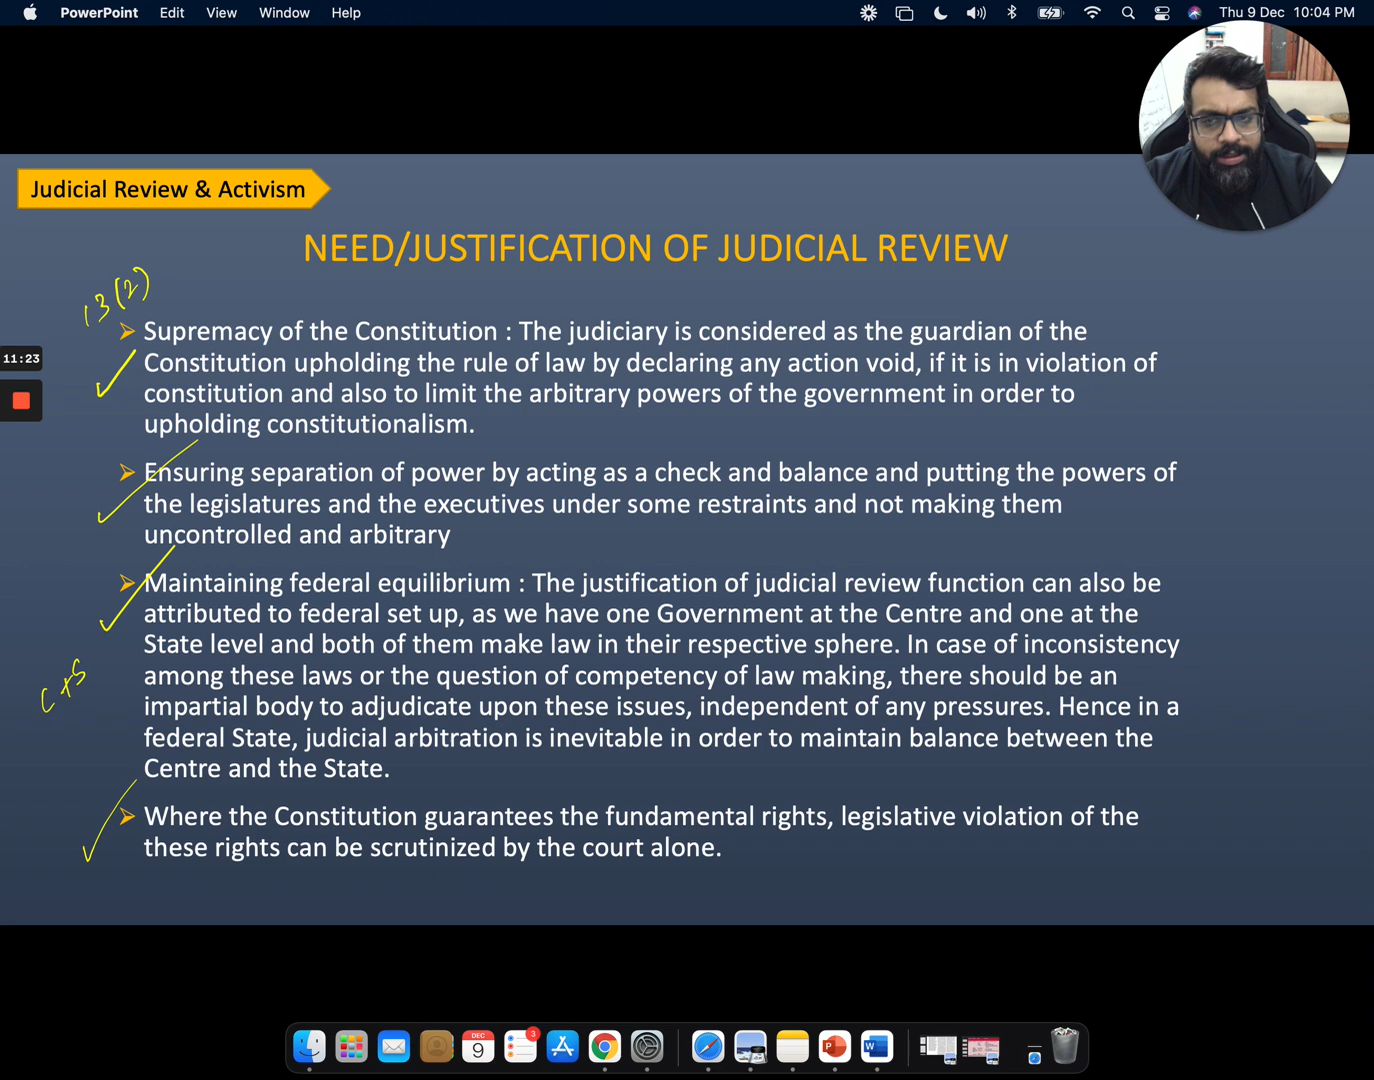 PowerPoint Edit View Window Help Thu 9 Dec 10:04 PM
Judicial Review & Activism
NEED/JUSTIFICATION OF JUDICIAL REVIEW
13(2)
Supremacy of the Constitution : The judiciary is considered as the guardian of the
11:23
Constitution upholding the rule of law by declaring any action void, if it is in violation of
constitution and also to limit the arbitrary powers of the government in order to
upholding constitutionalism.
Ensuring separation of power by acting as a check and balance and putting the powers of
the legislatures and the executives under some restraints and not making them
uncontrolled and arbitrary
Maintaining federal equilibrium : The justification of judicial review function can also be
attributed to federal set up, as we have one Government at the Centre and one at the
State level and both of them make law in their respective sphere. In case of inconsistency
among these laws or the question of competency of law making, there should be an
C+S
impartial body to adjudicate upon these issues, independent of any pressures. Hence in a
federal State, judicial arbitration is inevitable in order to maintain balance between the
Centre and the State.
Where the Constitution guarantees the fundamental rights, legislative violation of the
these rights can be scrutinized by the court alone.
DEC
9
3
P
W